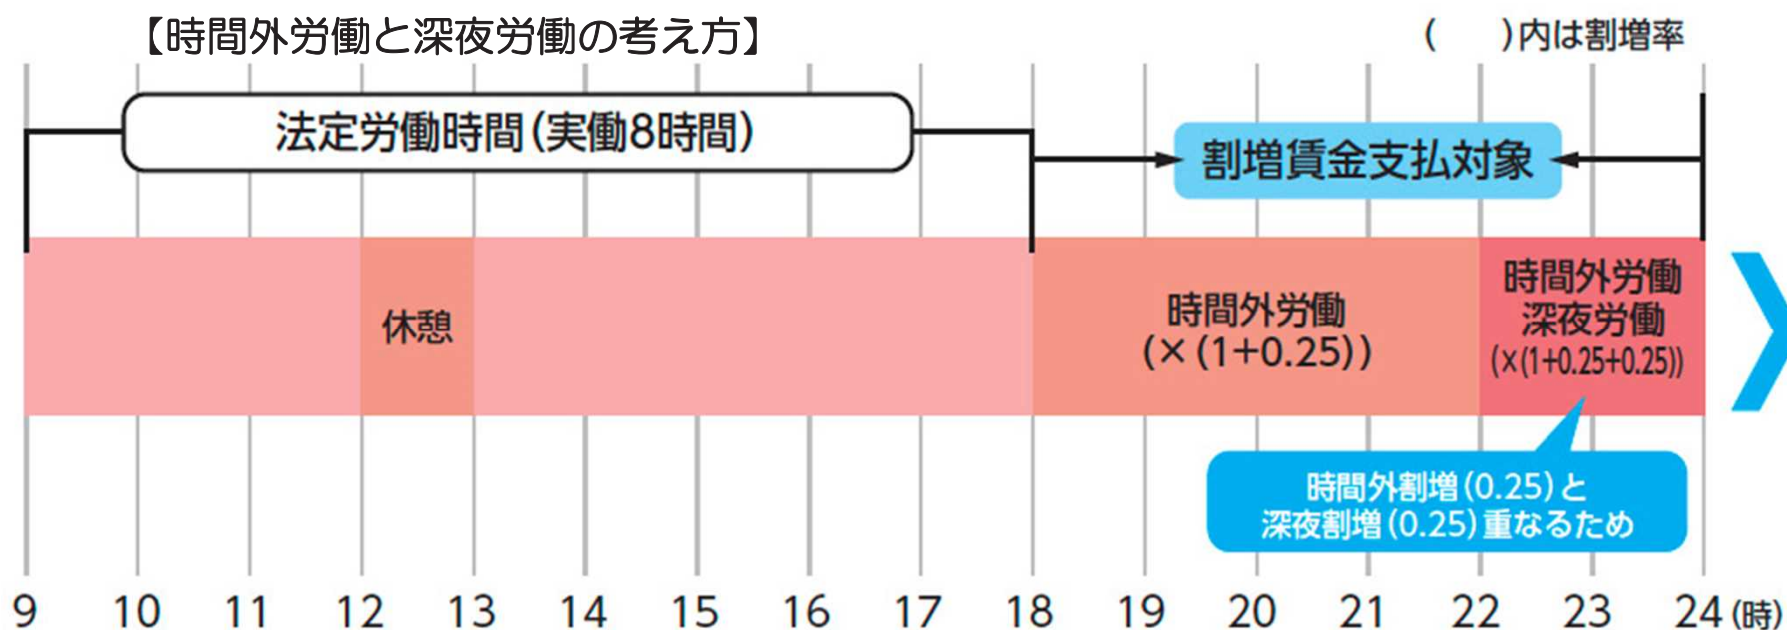 【時間外労働と深夜労働の考え方】
(　　)内は割増率
法定労働時間(実働8時間)
割増賃金支払対象
休憩
時間外労働
(×(1+0.25))
時間外労働
深夜労働
(×(1+0.25+0.25))
時間外割増(0.25)と
深夜割増(0.25)重なるため
9 10 11 12 13 14 15 16 17 18 19 20 21 22 23 24(時)